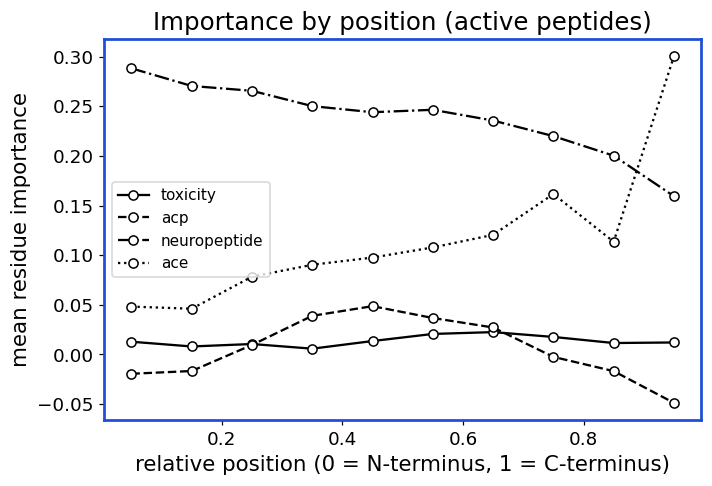 Importance by position (active peptides)
mean residue importance
0.30
0.25
0.20
0.15
0.10
0.05
0.00
−0.05
toxicity
acp
neuropeptide
ace
0.2 0.4 0.6 0.8
relative position (0 = N-terminus, 1 = C-terminus)